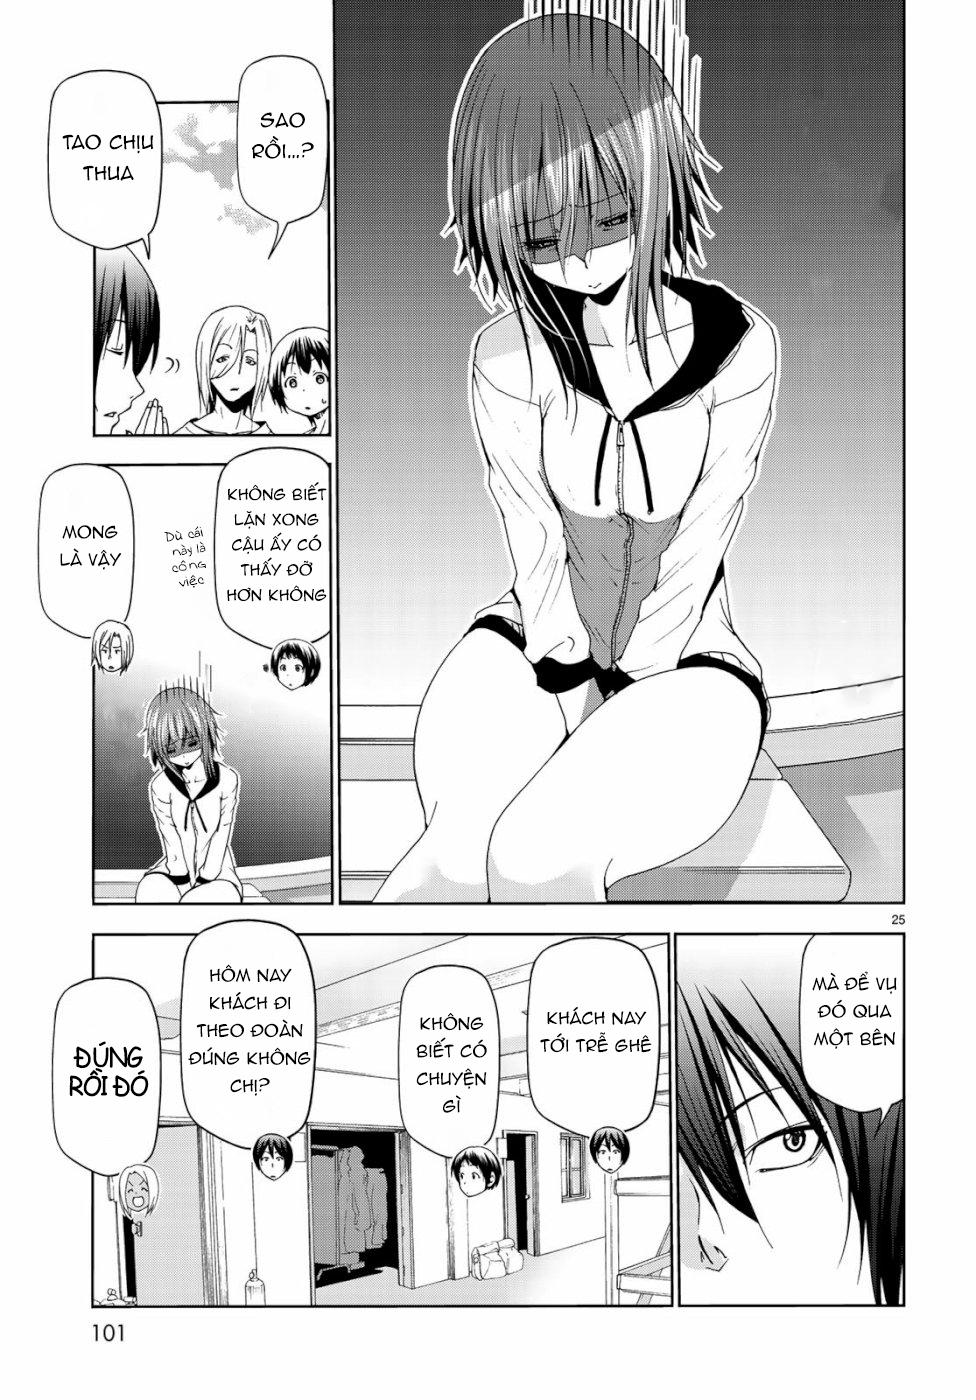 SAO
RỒI...?
TAO CHỊU
THUA
KHÔNG BIẾT
LẶN XONG
CẬU ẤY CÓ
THẤY ĐỠ
HƠN KHÔNG
Dù cái
này là
công
việc
MONG
LÀ VẬY
25
MÀ ĐỂ VỤ
ĐÓ QUA
MỘT BÊN
KHÁCH NAY
TỚI TRỄ GHÊ
KHÔNG
BIẾT CÓ
CHUYỆN
GÌ
HÔM NAY
KHÁCH ĐI
THEO ĐOÀN
ĐÚNG KHÔNG
CHỊ?
ĐÚNG
RỒI ĐÓ
101